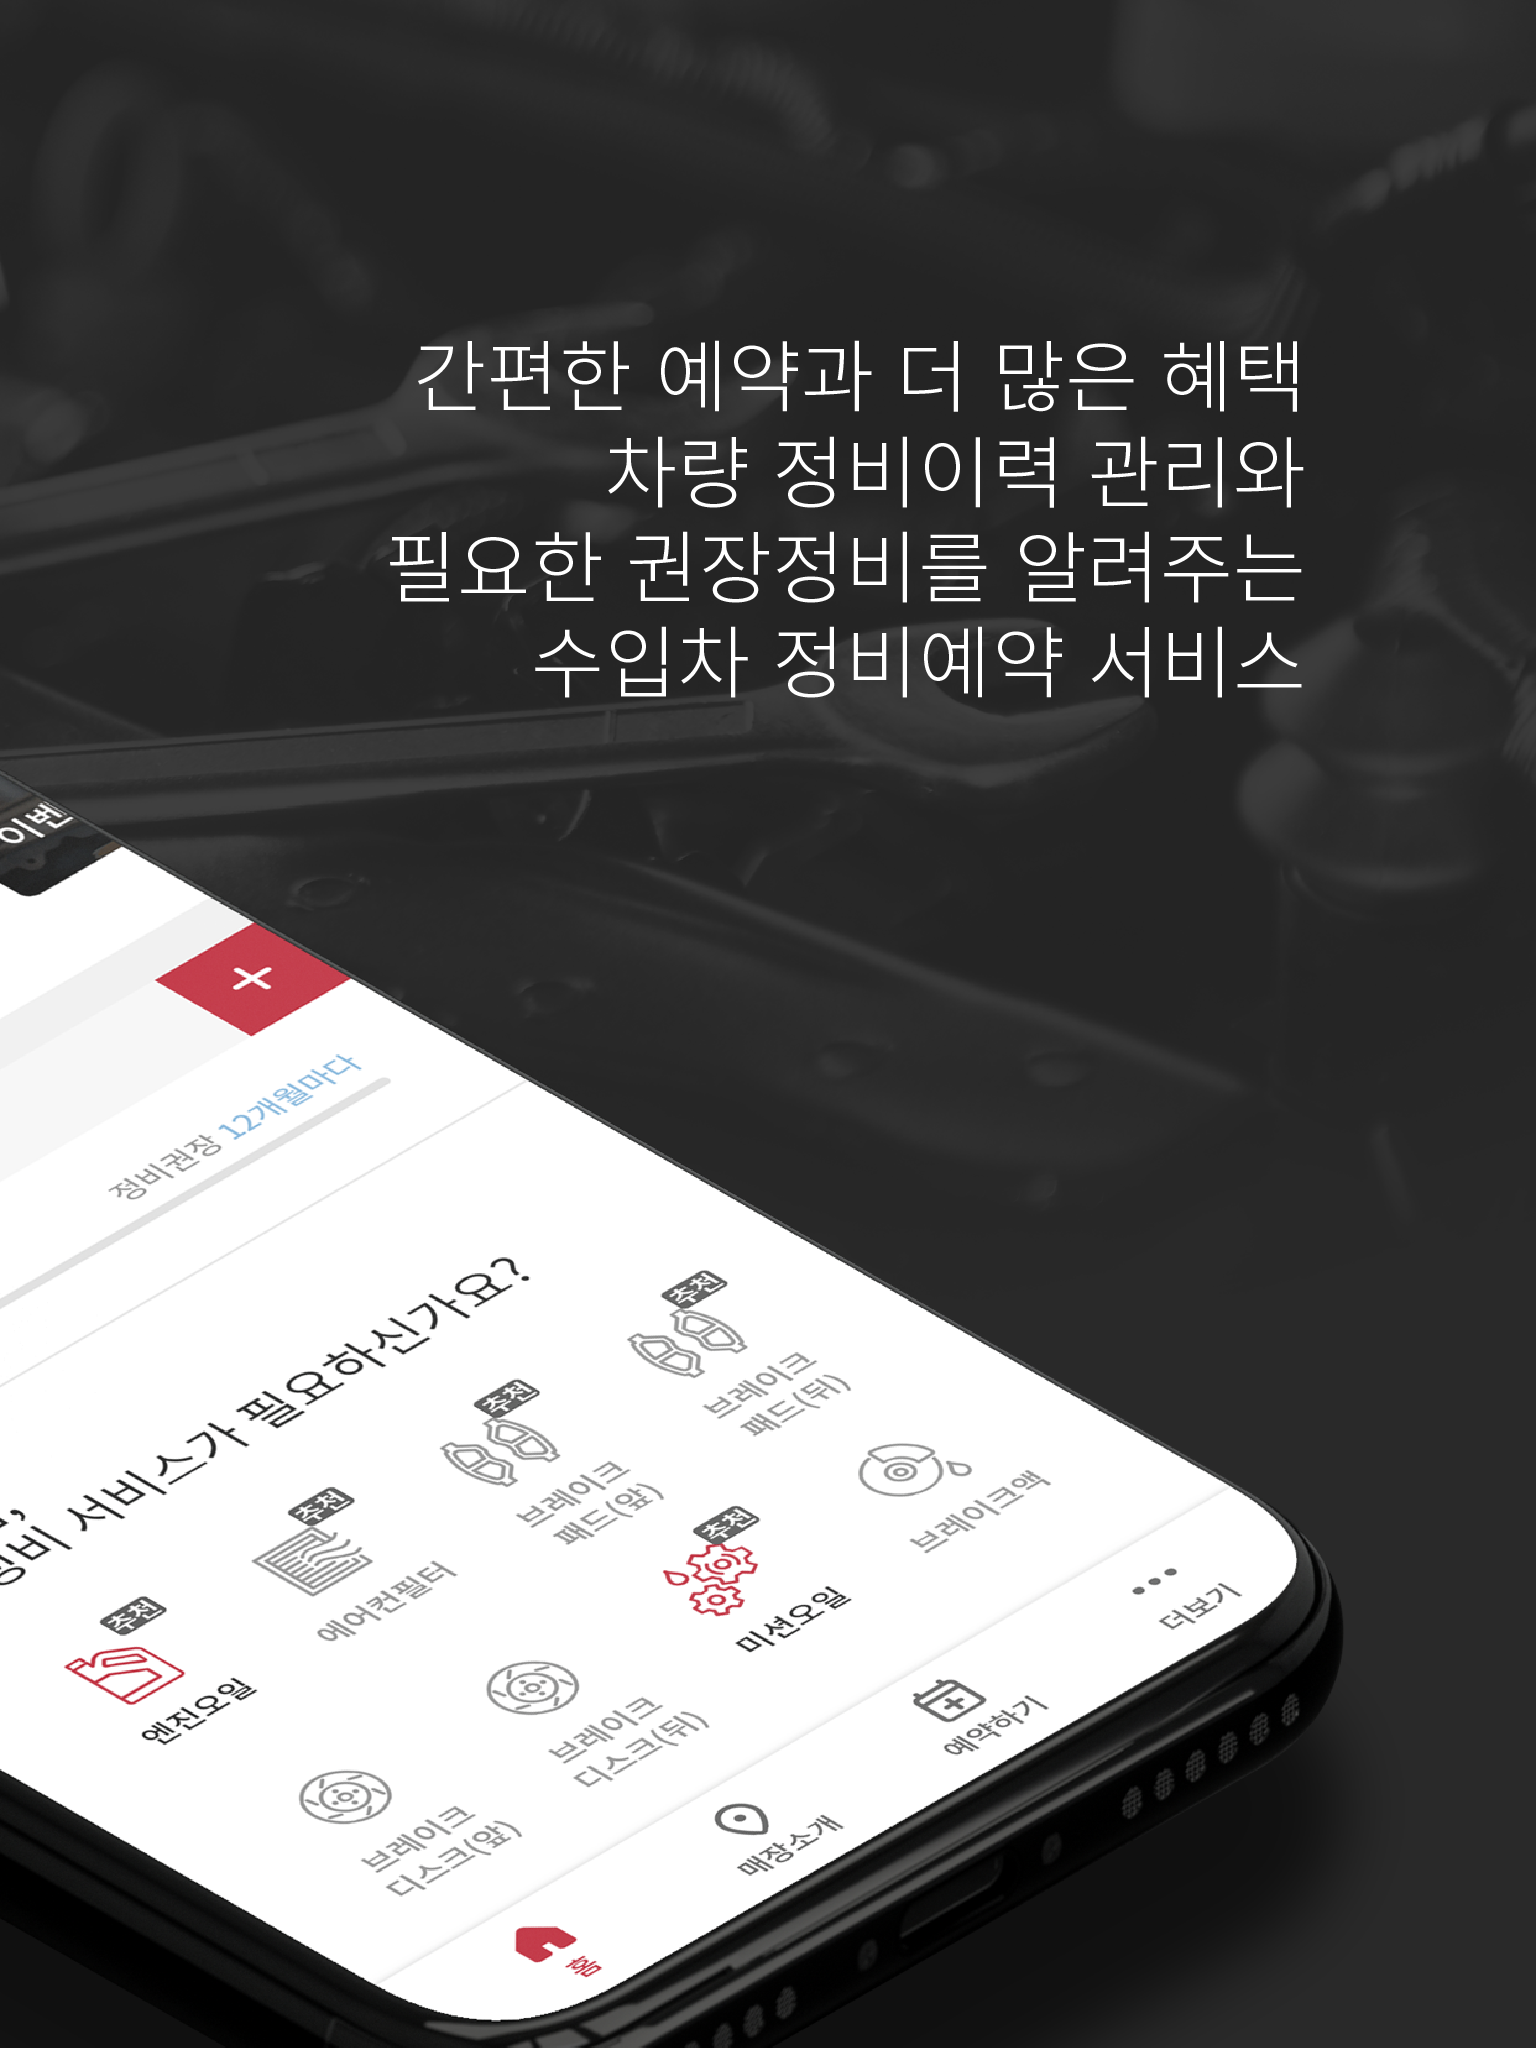 간편한 예약과 더 많은 혜택
차량 정비이력 관리와
필요한 권장정비를 알려주는
수입차 정비예약 서비스
이벤
+
정비권장 12개월마다
정비 서비스가 필요하신가요?
추천
엔진오일
추천
에어컨필터
추천
브레이크
패드(앞)
추천
브레이크
패드(뒤)
브레이크
디스크(앞)
브레이크
디스크(뒤)
추천
미션오일
브레이크액
홈
매장소개
예약하기
더보기